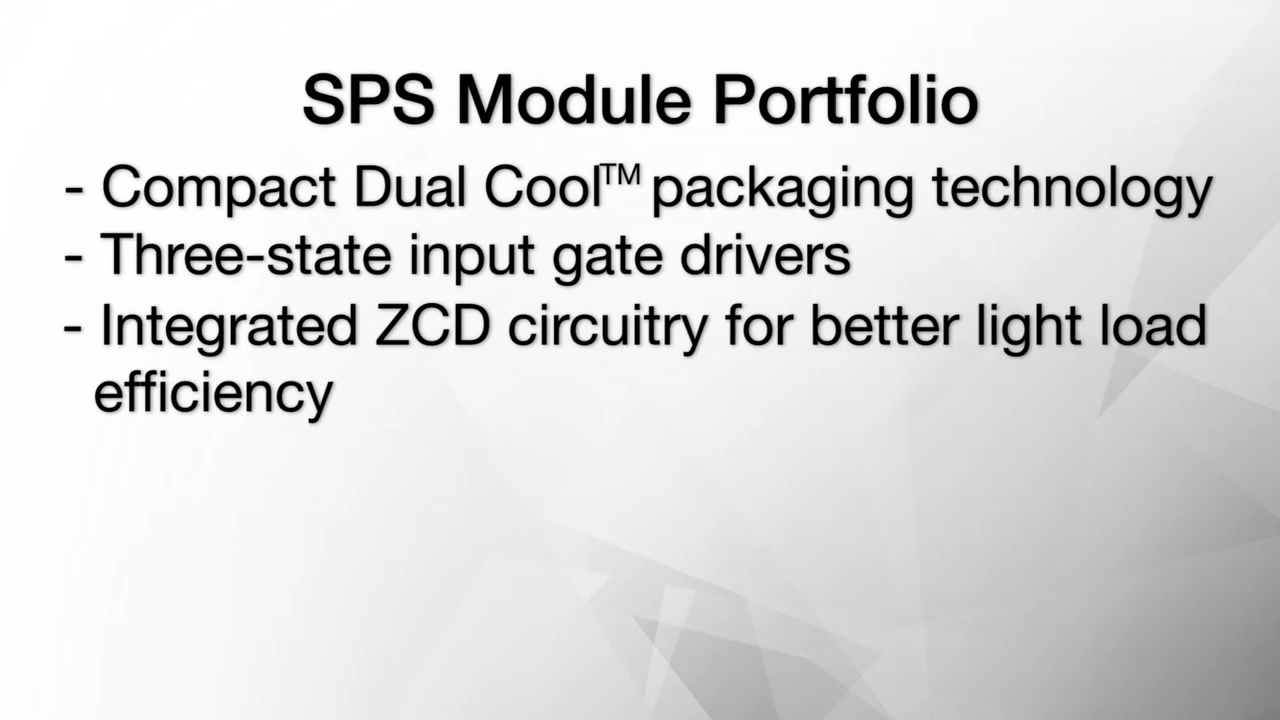 SPS Module Portfolio
- Compact Dual Cool™ packaging technology
- Three-state input gate drivers
- Integrated ZCD circuitry for better light load
efficiency